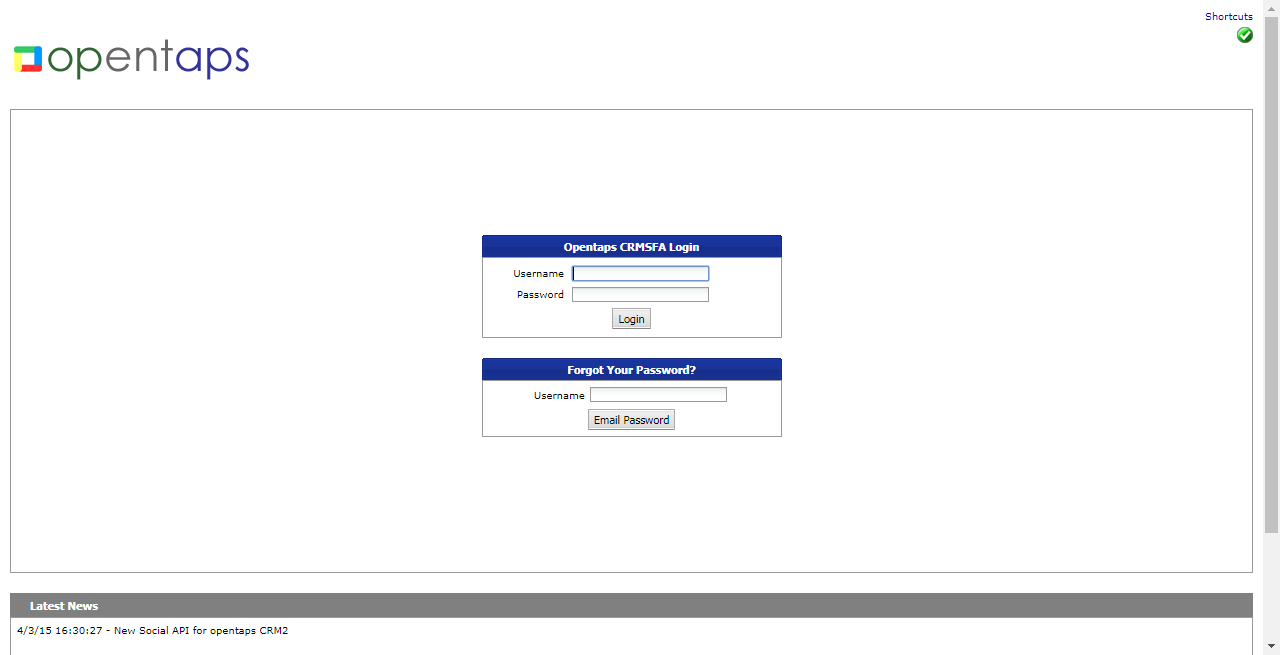 Shortcuts
opentaps
Opentaps CRMSFA Login
Username
Password
Login
Forgot Your Password?
Username
Email Password
Latest News
4/3/15 16:30:27 - New Social API for opentaps CRM2